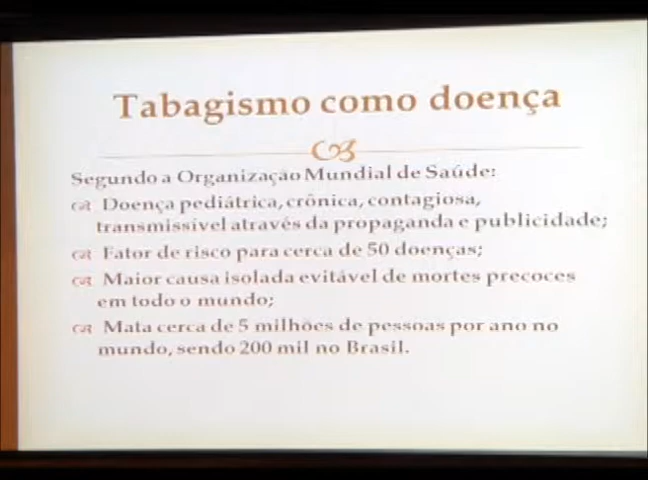 Tabagismo como doença
Segundo a Organização Mundial de Saúde:
Doença pediátrica, crônica, contagiosa,
transmissível através da propaganda e publicidade;
Fator de risco para cerca de 50 doenças;
Maior causa isolada evitável de mortes precoces
em todo o mundo;
Mata cerca de 5 milhões de pessoas por ano no
mundo, sendo 200 mil no Brasil.